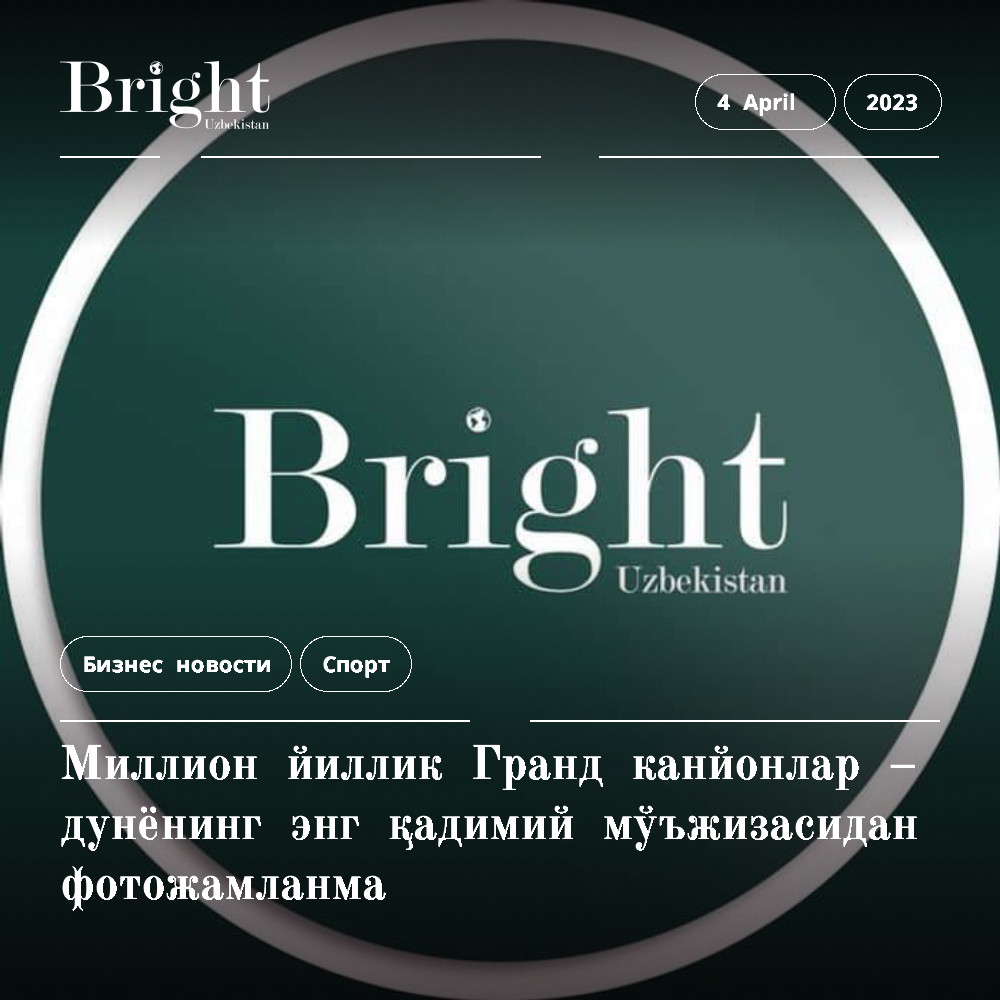 Bright
Uzbekistan
4 April
2023
Bright
Uzbekistan
Бизнес новости
Спорт
Миллион йиллик Гранд канйонлар –
дунёнинг энг қадимий мўъжизасидан
фотожамланма